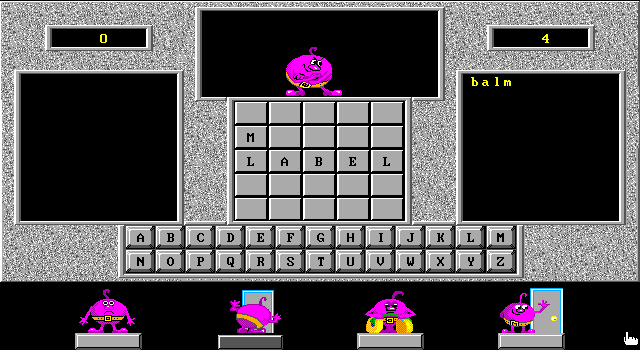 0
4
balm
M
L A B E L
A B C D E F G H I J K L M
N O P Q R S T U V W X Y Z